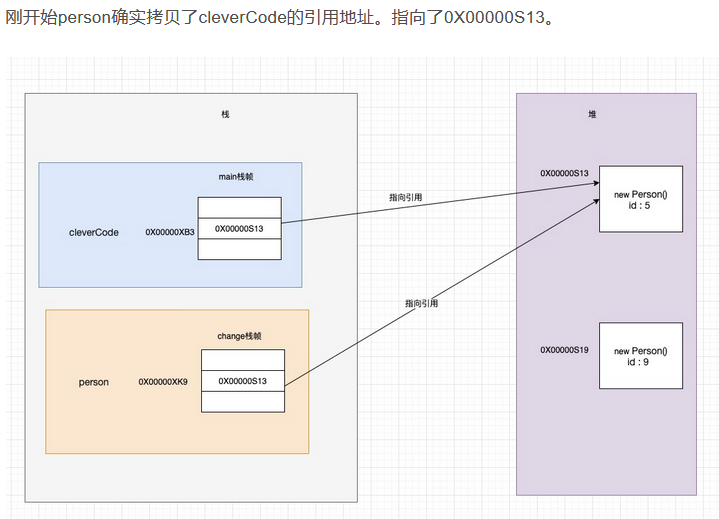 刚开始person确实拷贝了cleverCode的引用地址。指向了0X00000S13。
栈
堆
main栈帧
cleverCode
0X00000XB3
0X00000S13
指向引用
0X00000S13
new Person()
id : 5
指向引用
change栈帧
person
0X00000XK9
0X00000S13
0X00000S19
new Person()
id : 9